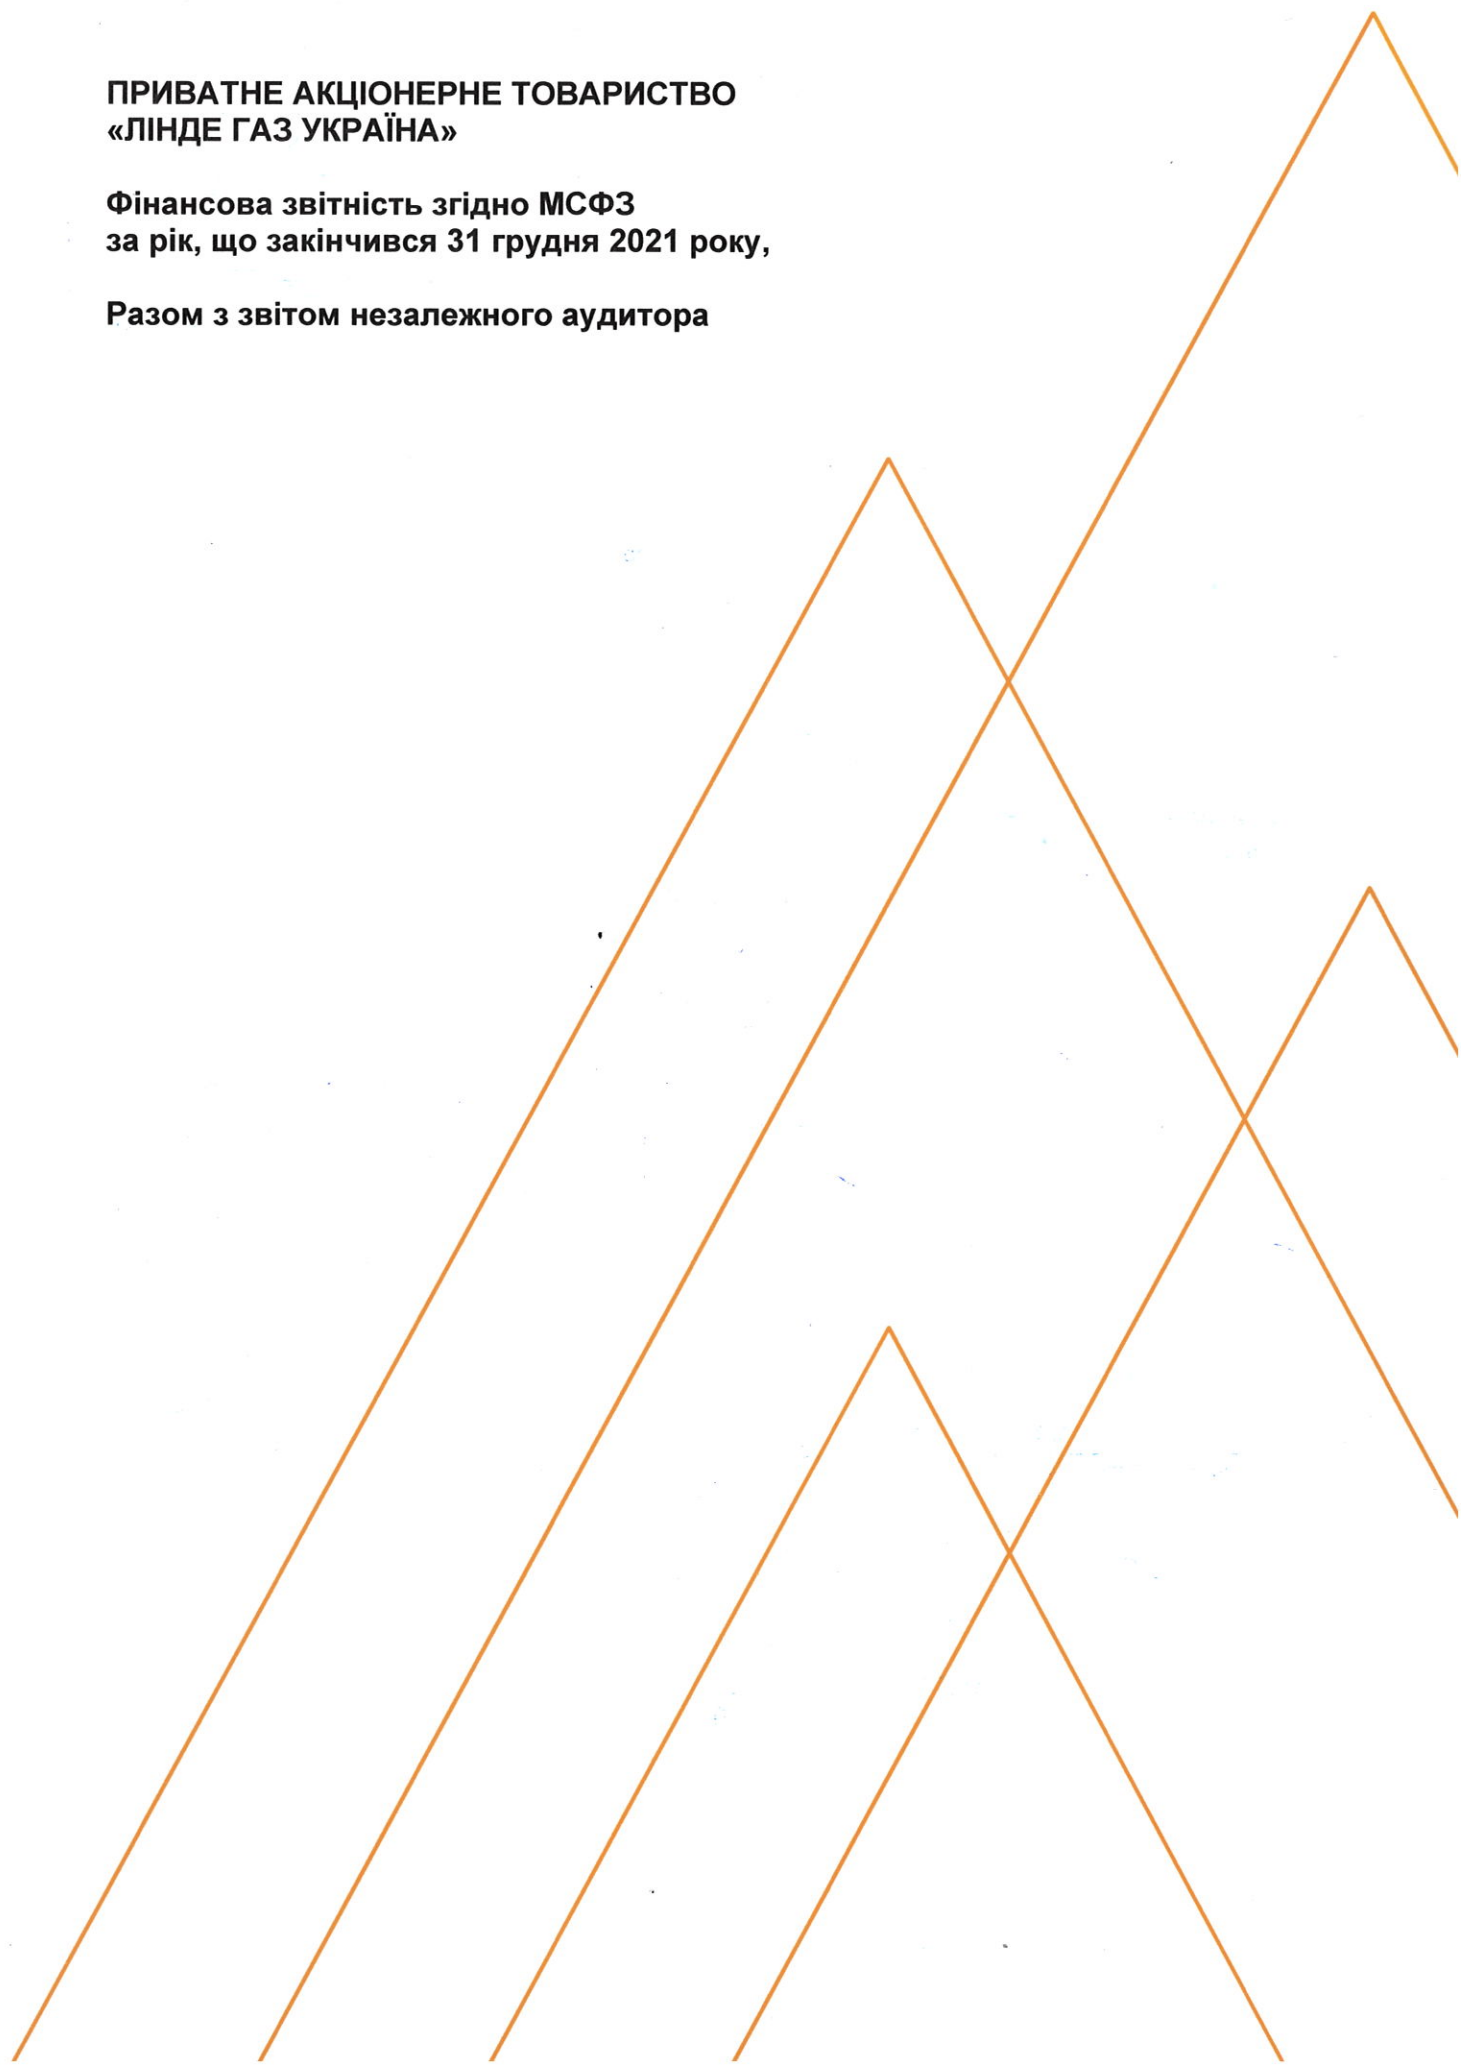 ПРИВАТНЕ АКЦІОНЕРНЕ ТОВАРИСТВО
«ЛІНДЕ ГАЗ УКРАЇНА»
Фінансова звітність згідно МСФЗ
за рік, що закінчився 31 грудня 2021 року,
Разом з звітом незалежного аудитора